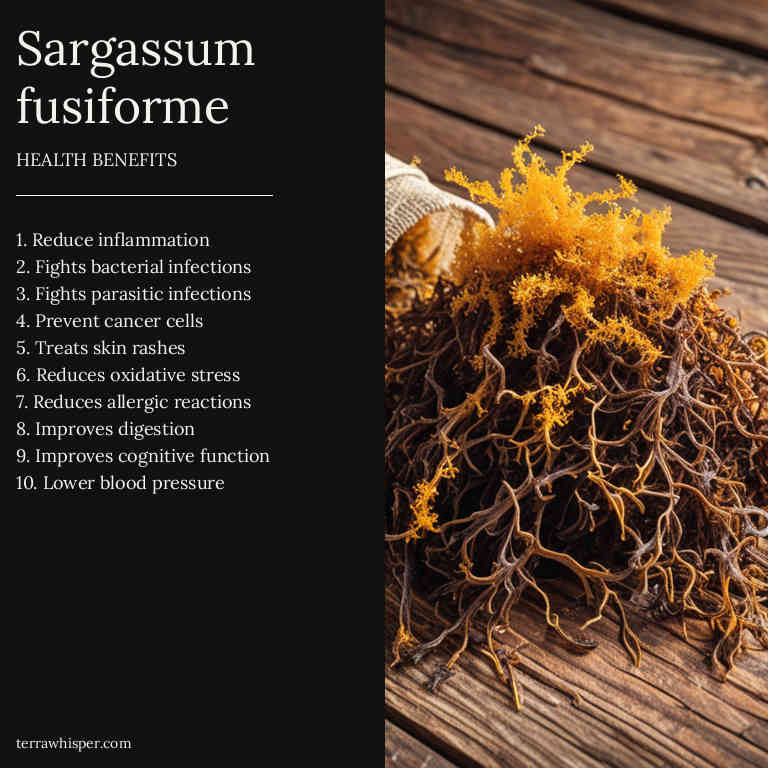 Sargassum
fusiforme
HEALTH BENEFITS
1. Reduce inflammation
2. Fights bacterial infections
3. Fights parasitic infections
4. Prevent cancer cells
5. Treats skin rashes
6. Reduces oxidative stress
7. Reduces allergic reactions
8. Improves digestion
9. Improves cognitive function
10. Lower blood pressure
terrawhisper.com